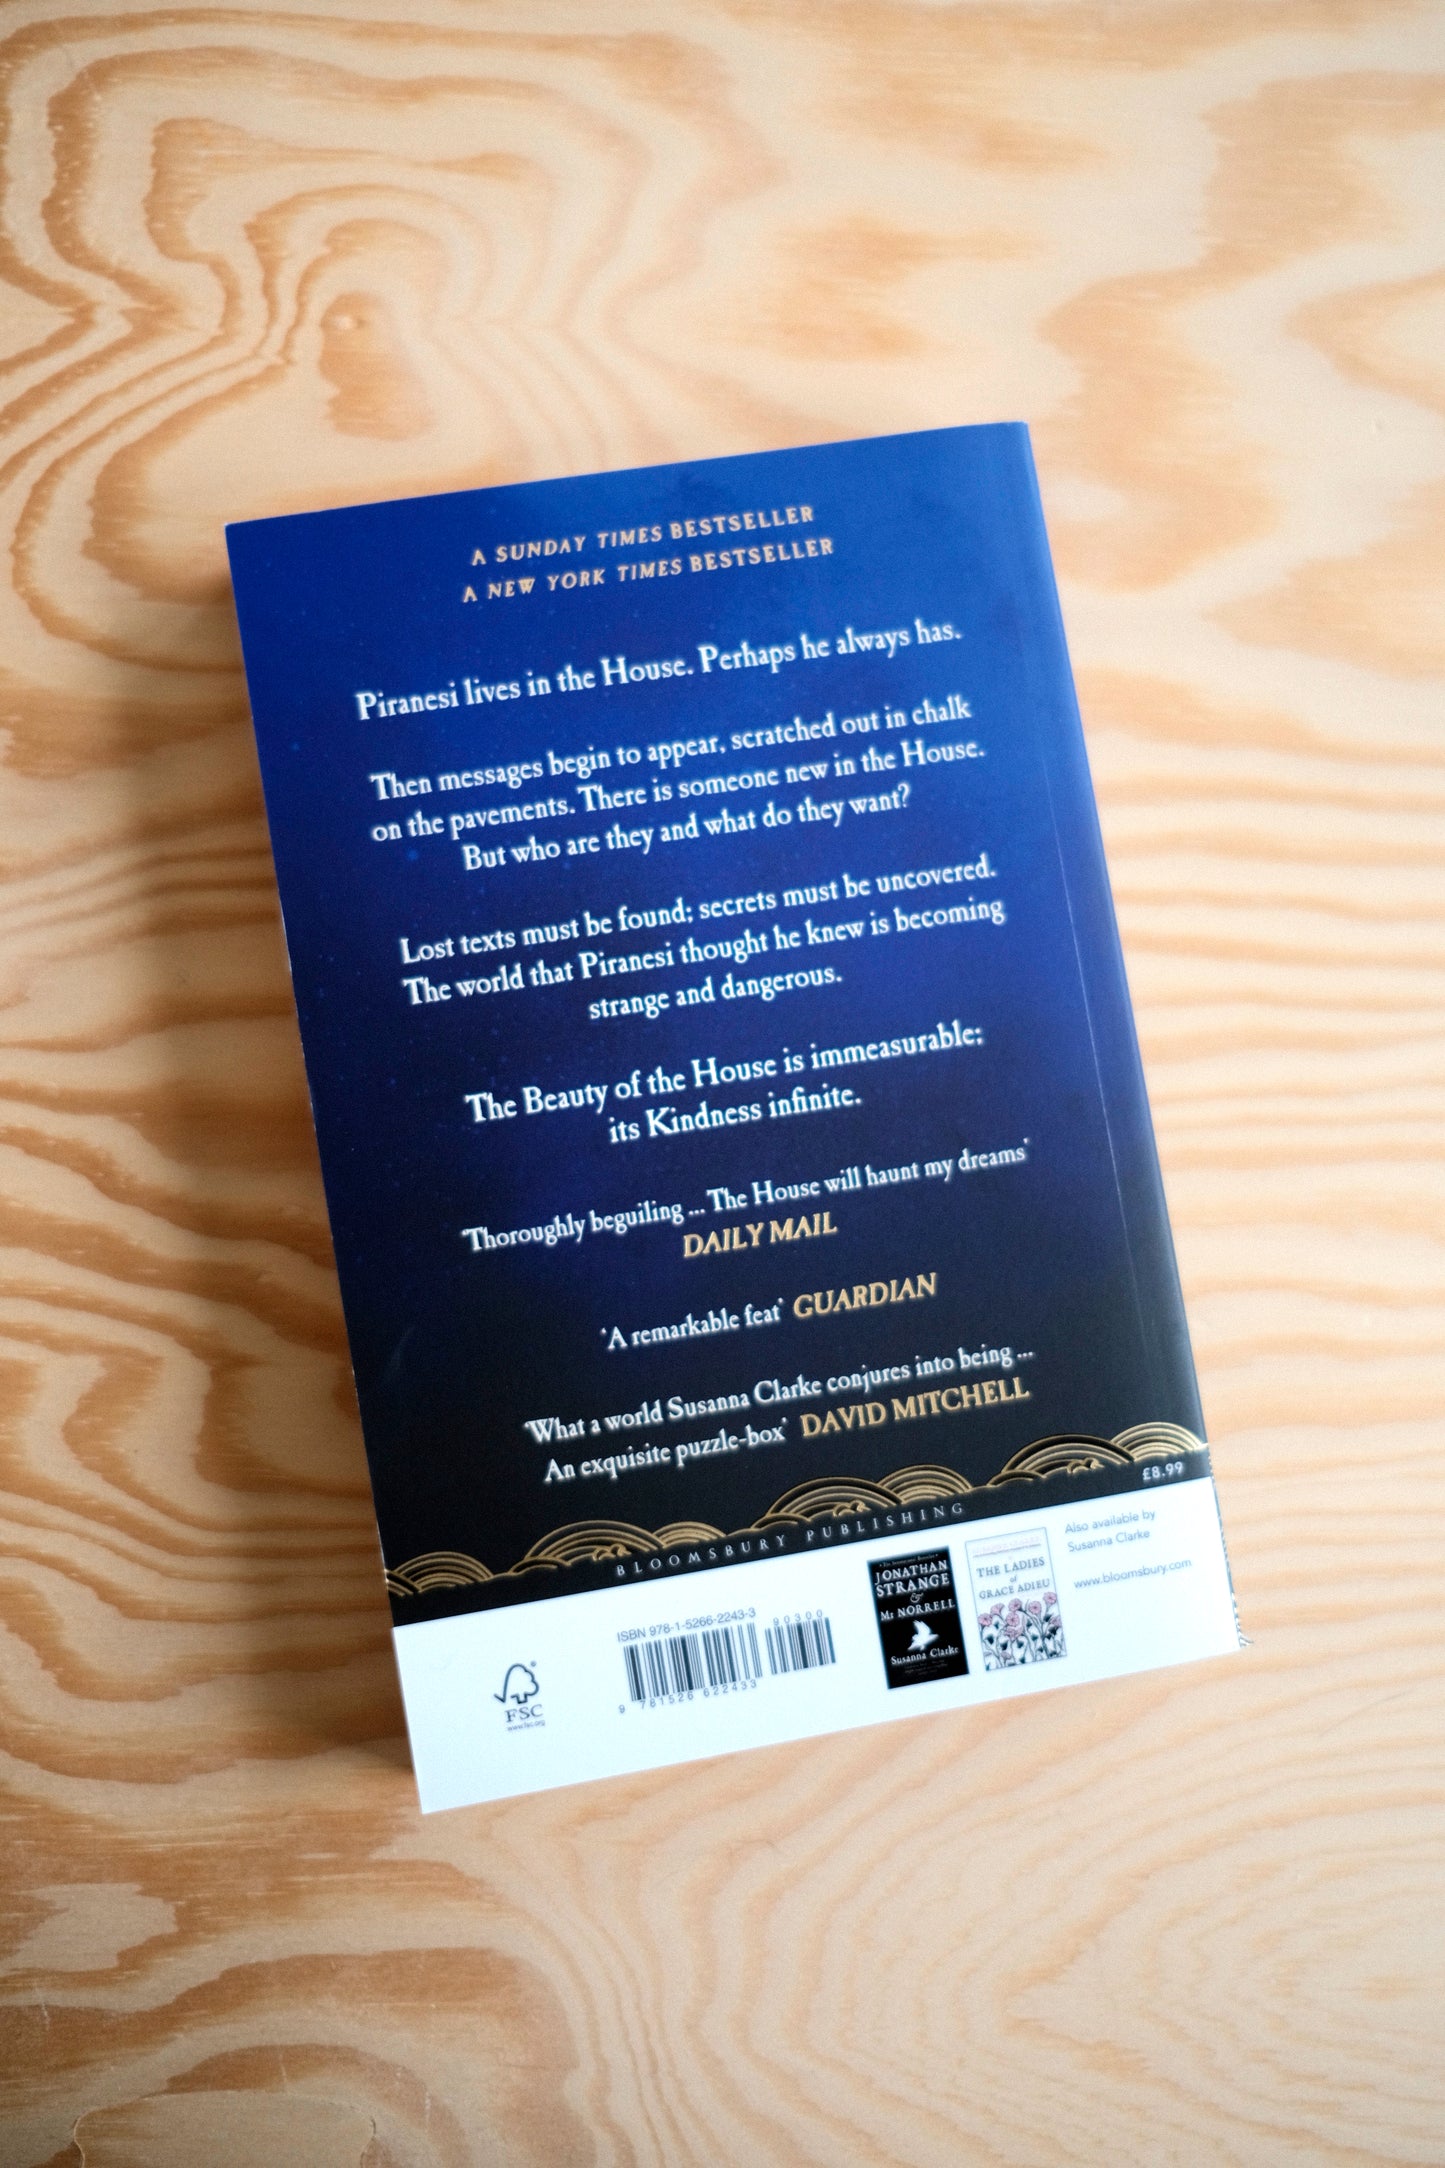 A SUNDAY TIMES BESTSELLER
A NEW YORK TIMES BESTSELLER
Piranesi lives in the House. Perhaps he always has.
Then messages begin to appear, scratched out in chalk
on the pavements. There is someone new in the House.
But who are they and what do they want?
Lost texts must be found; secrets must be uncovered.
The world that Piranesi thought he knew is becoming
strange and dangerous.
The Beauty of the House is immeasurable;
its Kindness infinite.
'Thoroughly beguiling ... The House will haunt my dreams'
DAILY MAIL
'A remarkable feat' GUARDIAN
'What a world Susanna Clarke conjures into being ...
An exquisite puzzle-box' DAVID MITCHELL
£8.99
BLOOMSBURY PUBLISHING
FSC
www.fsc.org
ISBN 978-1-5266-2243-3
90300
9 781526 622433
JONATHAN
STRANGE
&
Mr NORRELL
Susanna Clarke
THE LADIES
of
GRACE ADIEU
Also available by
Susanna Clarke
www.bloomsbury.com